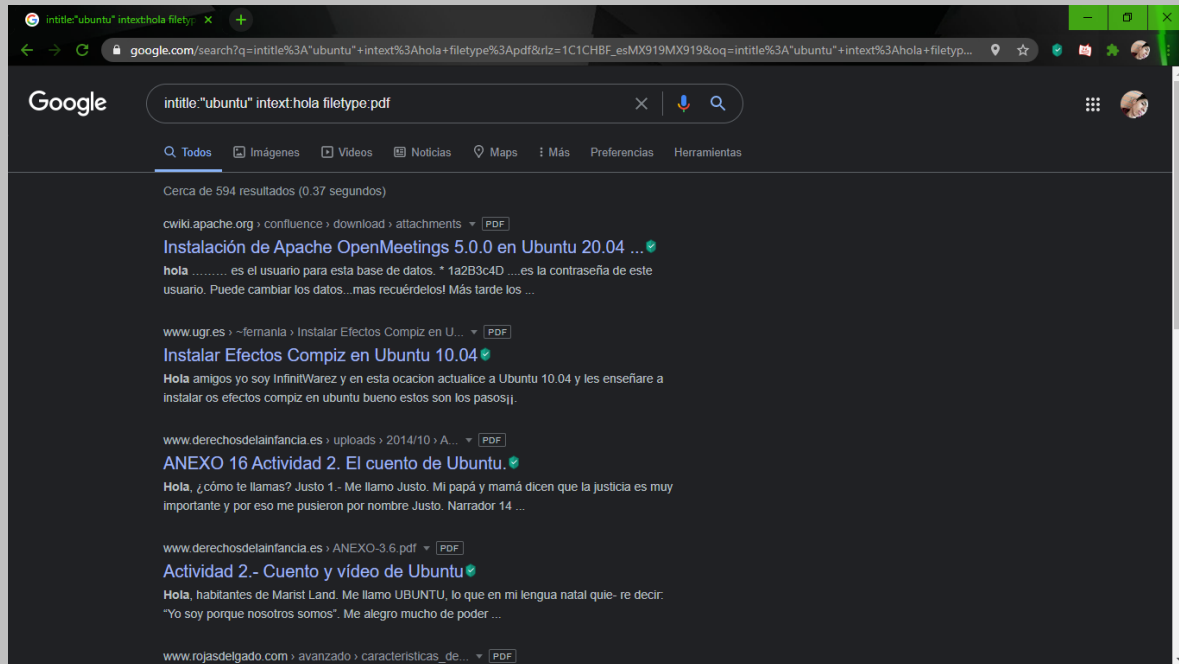 intitle:"ubuntu" intext:hola filetyp
google.com/search?q=intitle%3A"ubuntu"+intext%3Ahola+filetype%3Apdf&rlz=1C1CHBF_esMX919MX919&oq=intitle%3A"ubuntu"+intext%3Ahola+filetyp...
Google
intitle:"ubuntu" intext:hola filetype:pdf
Todos Imágenes Videos Noticias Maps Más Preferencias Herramientas
Cerca de 594 resultados (0.37 segundos)
cwiki.apache.org › confluence › download › attachments PDF
Instalación de Apache OpenMeetings 5.0.0 en Ubuntu 20.04 ...
hola ……… es el usuario para esta base de datos. * 1a2B3c4D ....es la contraseña de este
usuario. Puede cambiar los datos...mas recuérdelos! Más tarde los ...
www.ugr.es › ~fernanla › Instalar Efectos Compiz en U... PDF
Instalar Efectos Compiz en Ubuntu 10.04
Hola amigos yo soy InfinitWarez y en esta ocacion actualice a Ubuntu 10.04 y les enseñare a
instalar os efectos compiz en ubuntu bueno estos son los pasos¡¡.
www.derechosdelainfancia.es › uploads › 2014/10 › A... PDF
ANEXO 16 Actividad 2. El cuento de Ubuntu.
Hola, ¿cómo te llamas? Justo 1.- Me llamo Justo. Mi papá y mamá dicen que la justicia es muy
importante y por eso me pusieron por nombre Justo. Narrador 14 ...
www.derechosdelainfancia.es › ANEXO-3.6.pdf PDF
Actividad 2.- Cuento y vídeo de Ubuntu
Hola, habitantes de Marist Land. Me llamo UBUNTU, lo que en mi lengua natal quie- re decir:
"Yo soy porque nosotros somos". Me alegro mucho de poder ...
www.rojasdelgado.com › avanzado › caracteristicas_de... PDF